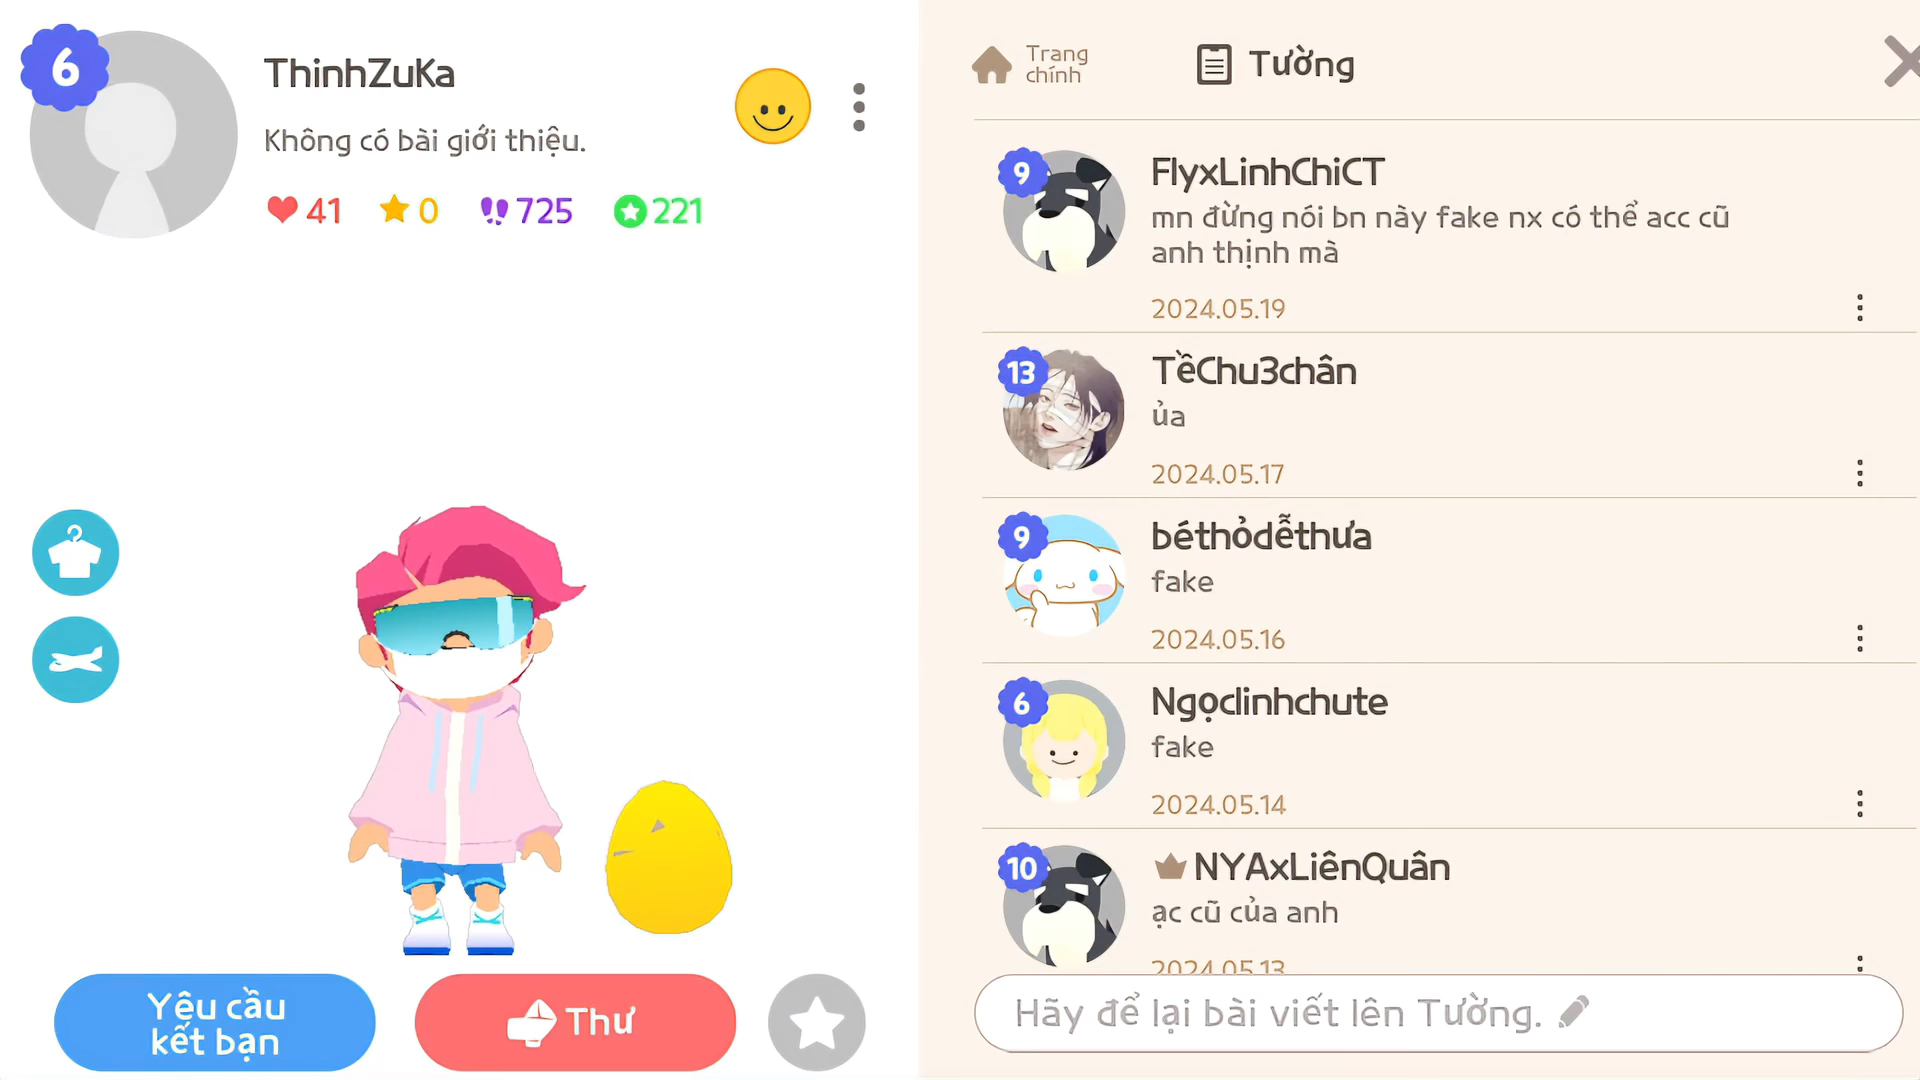 6
ThinhZuKa
Không có bài giới thiệu.
41 0 725 221
Yêu cầu
kết bạn
Thư
Trang
chính
Tường
9
FlyxLinhChiCT
mn đừng nói bn này fake nx có thể acc cũ
anh thịnh mà
2024.05.19
13
TềChu3chân
ủa
2024.05.17
9
béthỏdễthưa
fake
2024.05.16
6
Ngọclinhchute
fake
2024.05.14
10
NYAxLiênQuân
ạc cũ của anh
2024.05.13
Hãy để lại bài viết lên Tường.